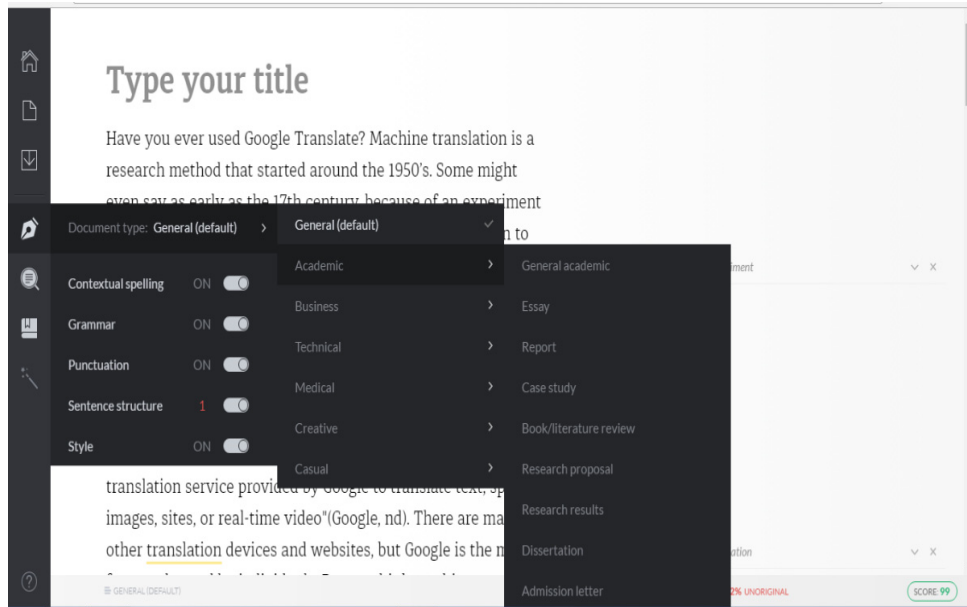 Type your title
Have you ever used Google Translate? Machine translation is a
research method that started around the 1950's. Some might
even say as early as the 17th century, because of an experiment
n to
Document type: General (default)
Contextual spelling ON
Grammar ON
Punctuation ON
Sentence structure 1
Style ON
General (default)
Academic
Business
Technical
Medical
Creative
Casual
General academic
Essay
Report
Case study
Book/literature review
Research proposal
Research results
Dissertation
Admission letter
iment
translation service provided by Google to translate text, sp
images, sites, or real-time video"(Google, nd). There are ma
other translation devices and websites, but Google is the m
ation
GENERAL (DEFAULT)
2% UNORIGINAL
SCORE: 99